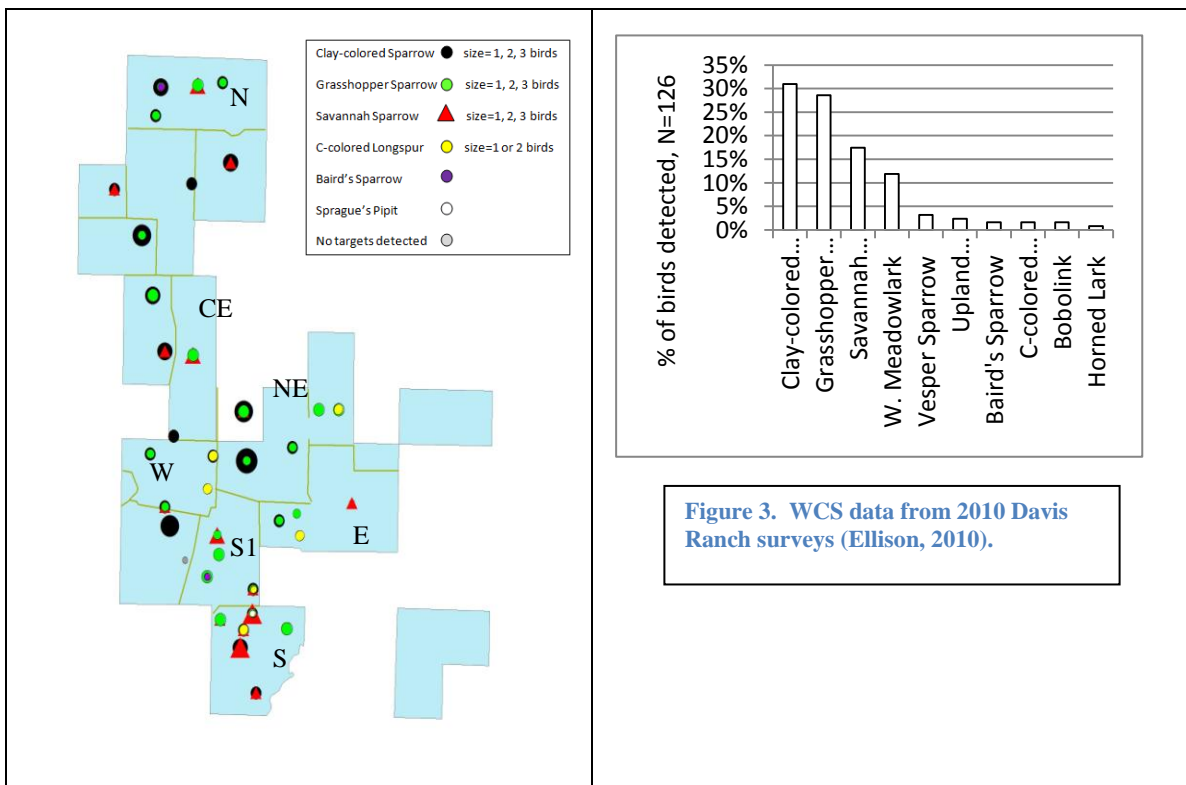 Clay-colored Sparrow size= 1, 2, 3 birds
Grasshopper Sparrow size=1, 2, 3 birds
Savannah Sparrow size=1, 2, 3 birds
C-colored Longspur size=1 or 2 birds
Baird's Sparrow
Sprague's Pipit
No targets detected
N
CE
NE
W
E
S1
S
% of birds detected, N=126
35%
30%
25%
20%
15%
10%
5%
0%
Clay-colored…
Grasshopper…
Savannah…
W. Meadowlark
Vesper Sparrow
Upland…
Baird's Sparrow
C-colored…
Bobolink
Horned Lark
Figure 3. WCS data from 2010 Davis
Ranch surveys (Ellison, 2010).